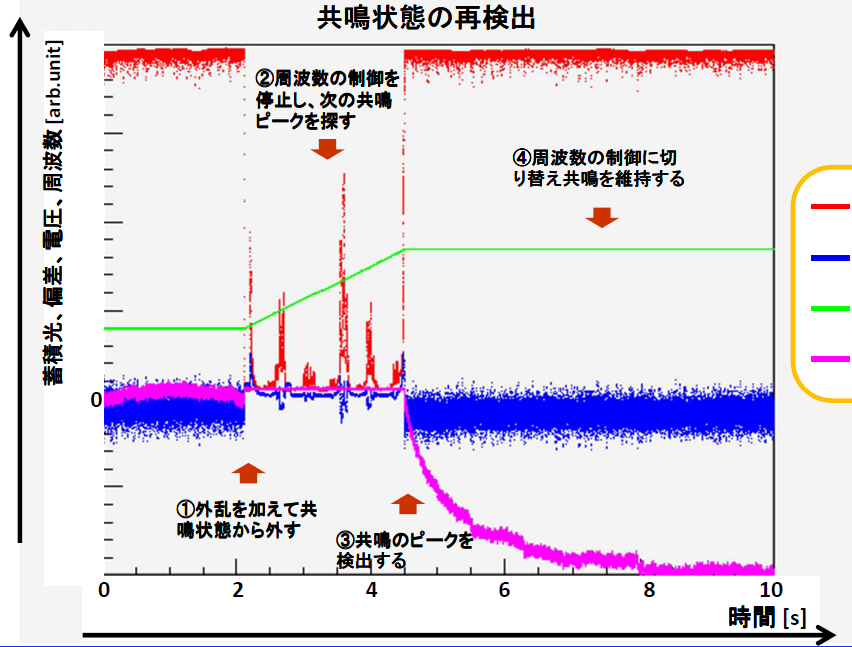 共鳴状態の再検出
蓄積光、偏差、電圧、周波数 [arb.unit]
②周波数の制御を
停止し、次の共鳴
ピークを探す
④周波数の制御に切
り替え共鳴を維持する
0
①外乱を加えて共
鳴状態から外す
③共鳴のピークを
検出する
0 2 4 6 8 10
時間 [s]